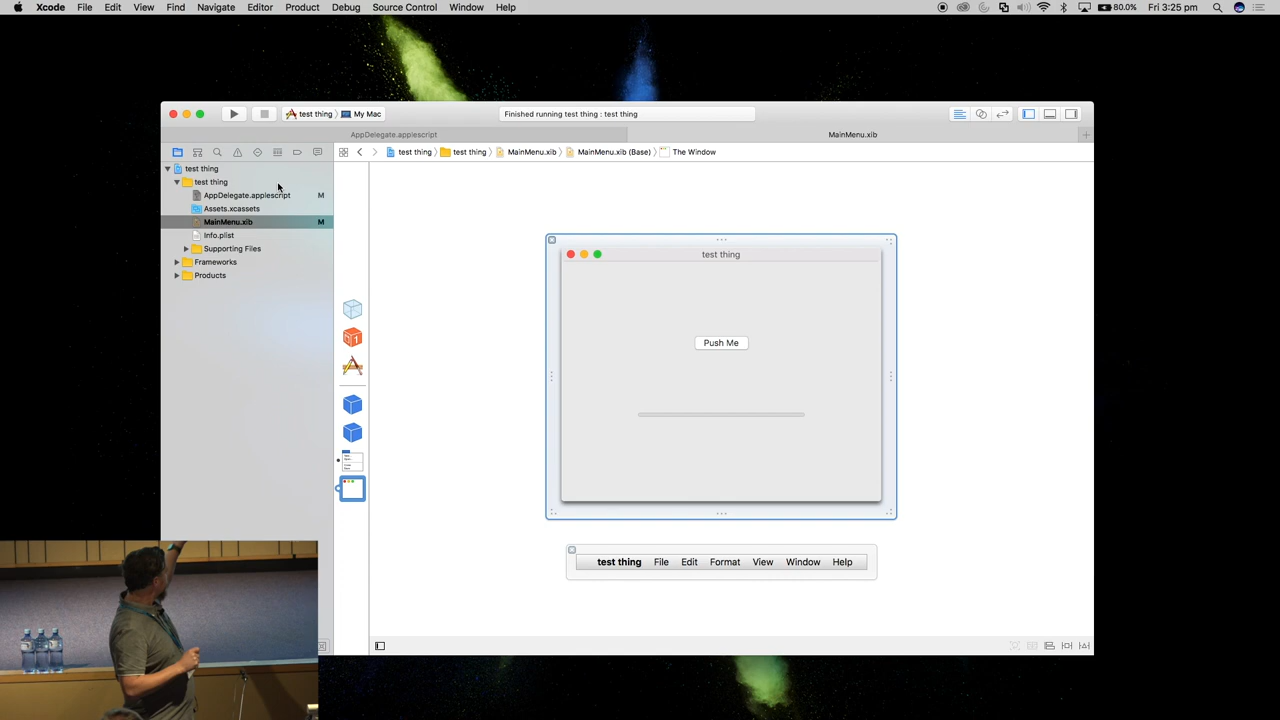 Xcode File Edit View Find Navigate Editor Product Debug Source Control Window Help 80.0% Fri 3:25 pm
test thing My Mac Finished running test thing : test thing
AppDelegate.applescript MainMenu.xib
test thing test thing MainMenu.xib MainMenu.xib (Base) The Window
test thing
test thing
AppDelegate.applescript M
Assets.xcassets
MainMenu.xib M
Info.plist
Supporting Files
Frameworks
Products
test thing
Push Me
test thing File Edit Format View Window Help